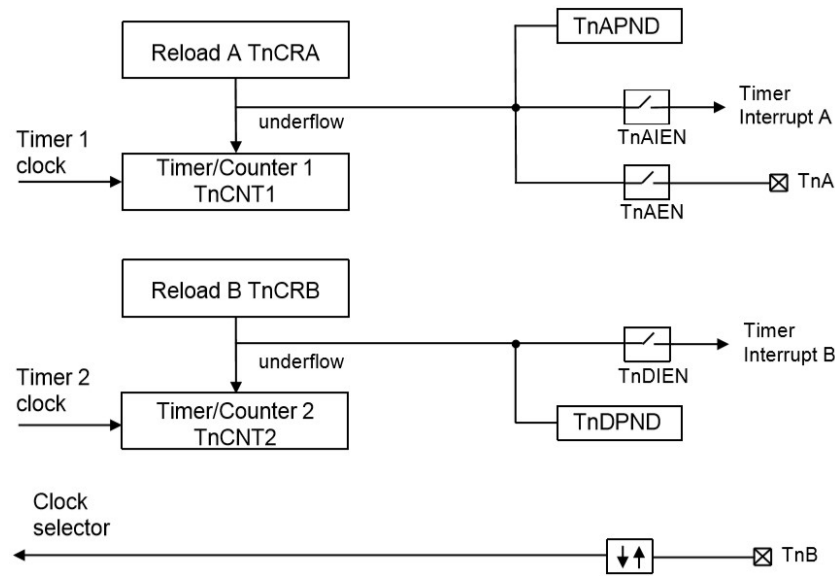 Reload A TnCRA
TnAPND
underflow
TnAIEN
Timer
Interrupt A
Timer 1
clock
Timer/Counter 1
TnCNT1
TnAEN
TnA
Reload B TnCRB
underflow
TnDIEN
Timer
Interrupt B
Timer 2
clock
Timer/Counter 2
TnCNT2
TnDPND
Clock
selector
TnB